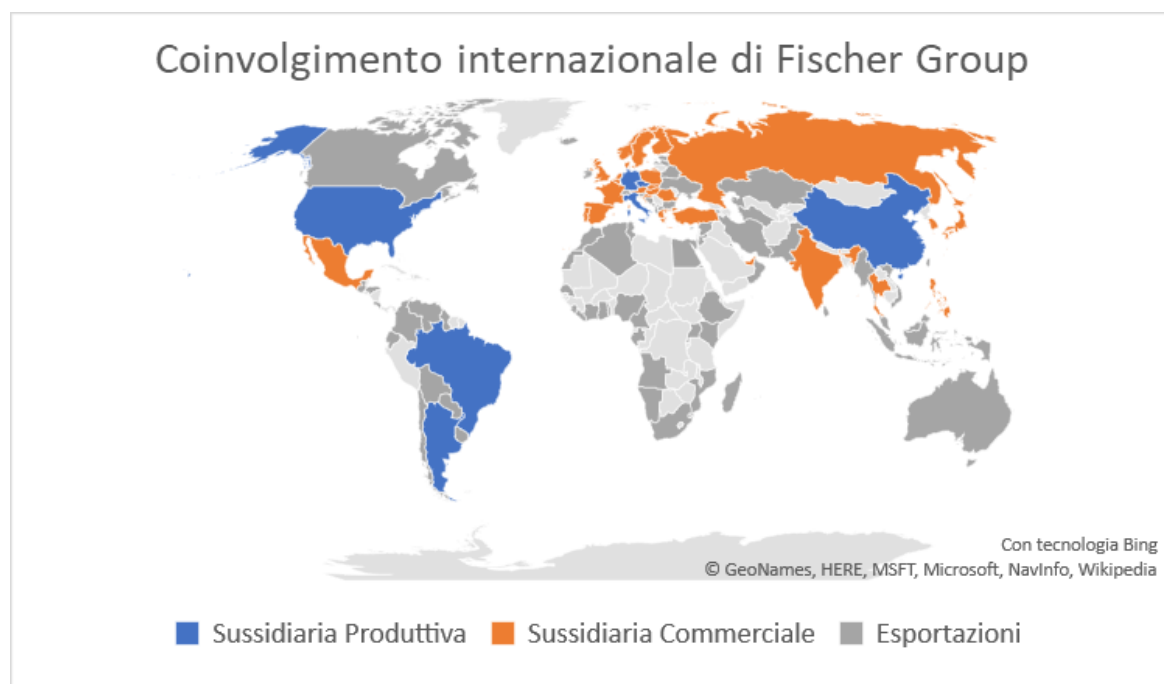 Coinvolgimento internazionale di Fischer Group
Con tecnologia Bing
© GeoNames, HERE, MSFT, Microsoft, NavInfo, Wikipedia
Sussidiaria Produttiva Sussidiaria Commerciale Esportazioni